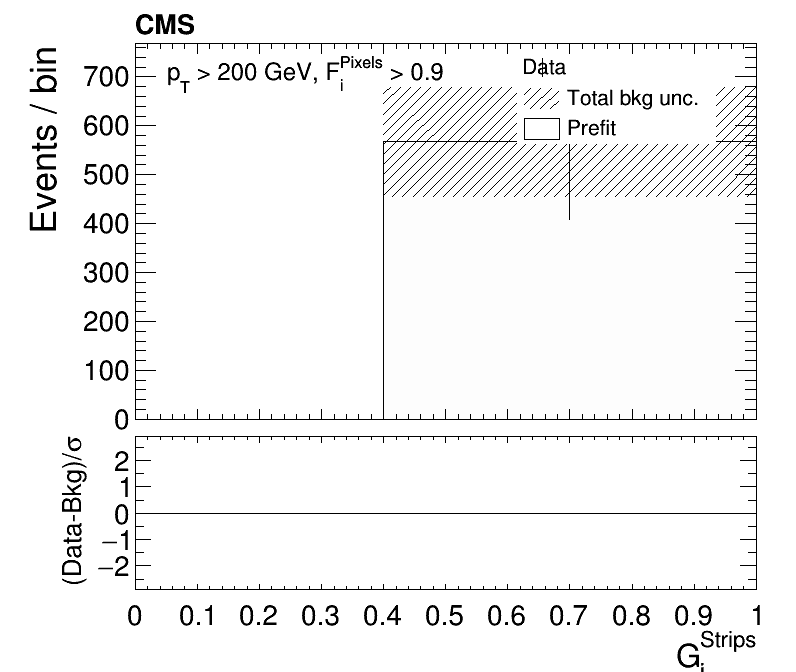 CMS
p_T > 200 GeV, F_i^Pixels > 0.9
Data
Total bkg unc.
Prefit
Events / bin
700
600
500
400
300
200
100
0
(Data-Bkg)/σ
2
1
0
−1
−2
0 0.1 0.2 0.3 0.4 0.5 0.6 0.7 0.8 0.9 1
G_i^Strips